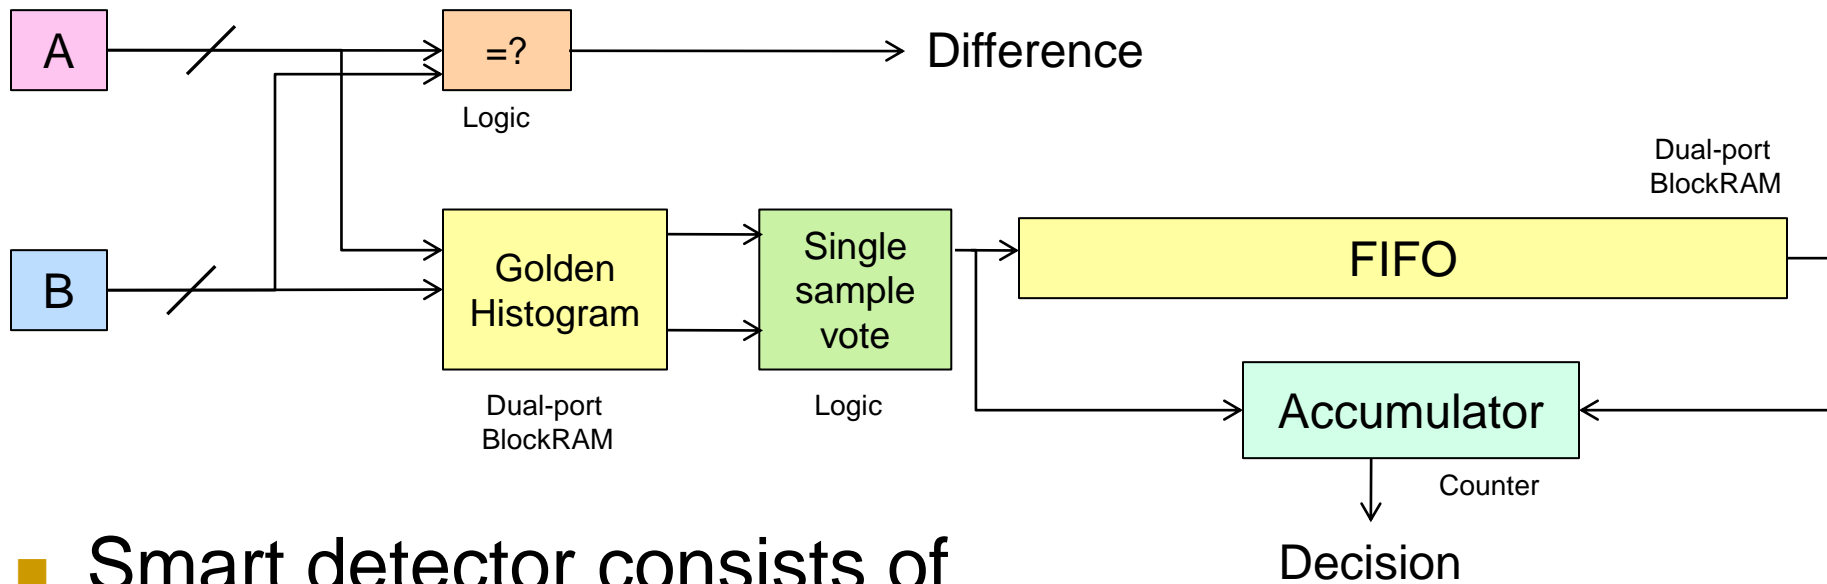 A
=?
Difference
Logic
Dual-port
BlockRAM
B
Golden
Histogram
Single
sample
vote
FIFO
Dual-port
BlockRAM
Logic
Accumulator
Counter
Smart detector consists of
Decision